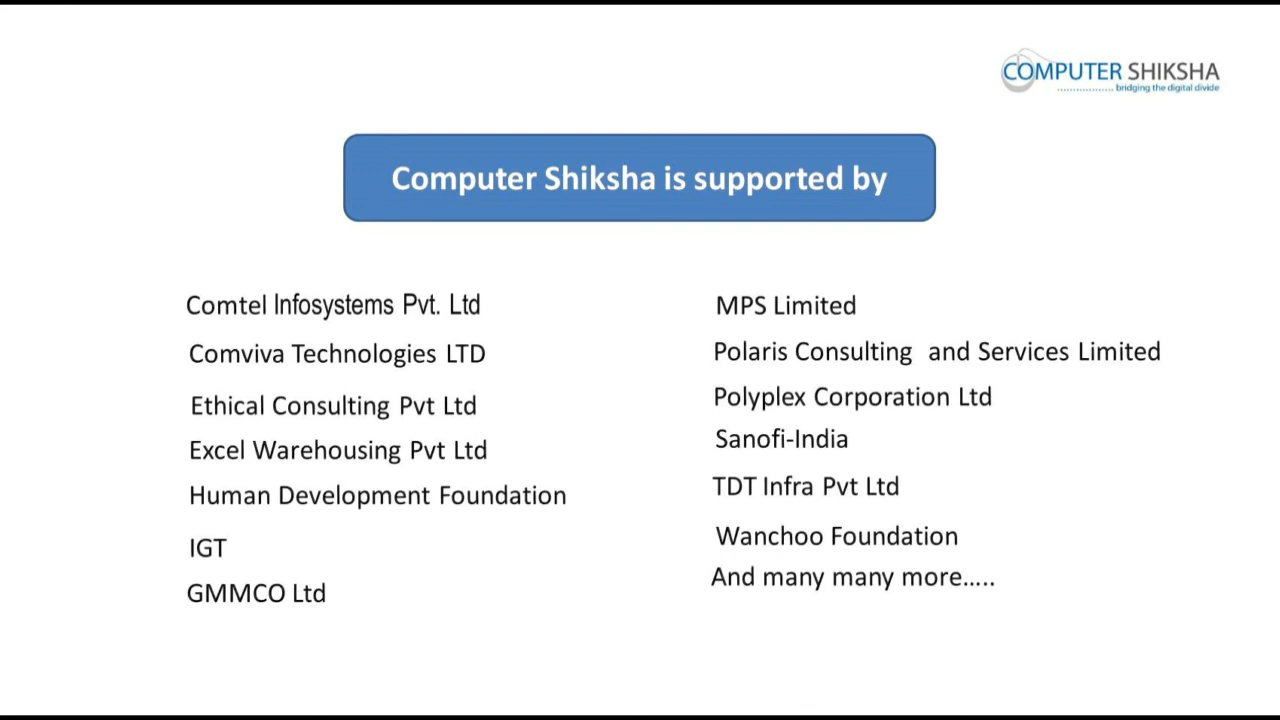 COMPUTER SHIKSHA
bridging the digital divide
Computer Shiksha is supported by
Comtel Infosystems Pvt. Ltd
Comviva Technologies LTD
Ethical Consulting Pvt Ltd
Excel Warehousing Pvt Ltd
Human Development Foundation
IGT
GMMCO Ltd
MPS Limited
Polaris Consulting and Services Limited
Polyplex Corporation Ltd
Sanofi-India
TDT Infra Pvt Ltd
Wanchoo Foundation
And many many more.....